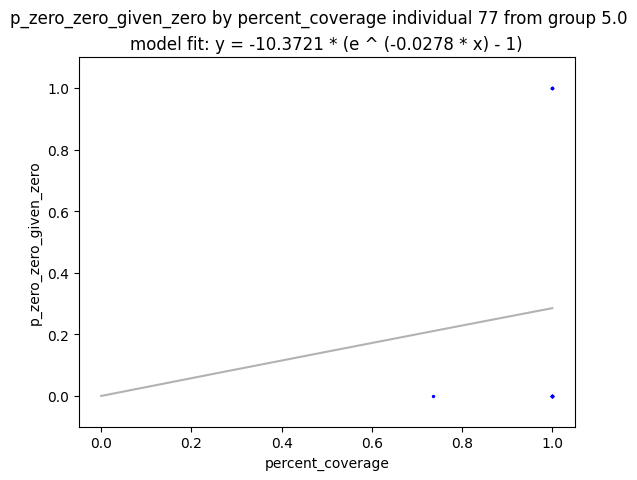 p_zero_zero_given_zero by percent_coverage individual 77 from group 5.0
model fit: y = -10.3721 * (e ^ (-0.0278 * x) - 1)
1.0
0.8
0.6
0.4
0.2
0.0
p_zero_zero_given_zero
0.0 0.2 0.4 0.6 0.8 1.0
percent_coverage